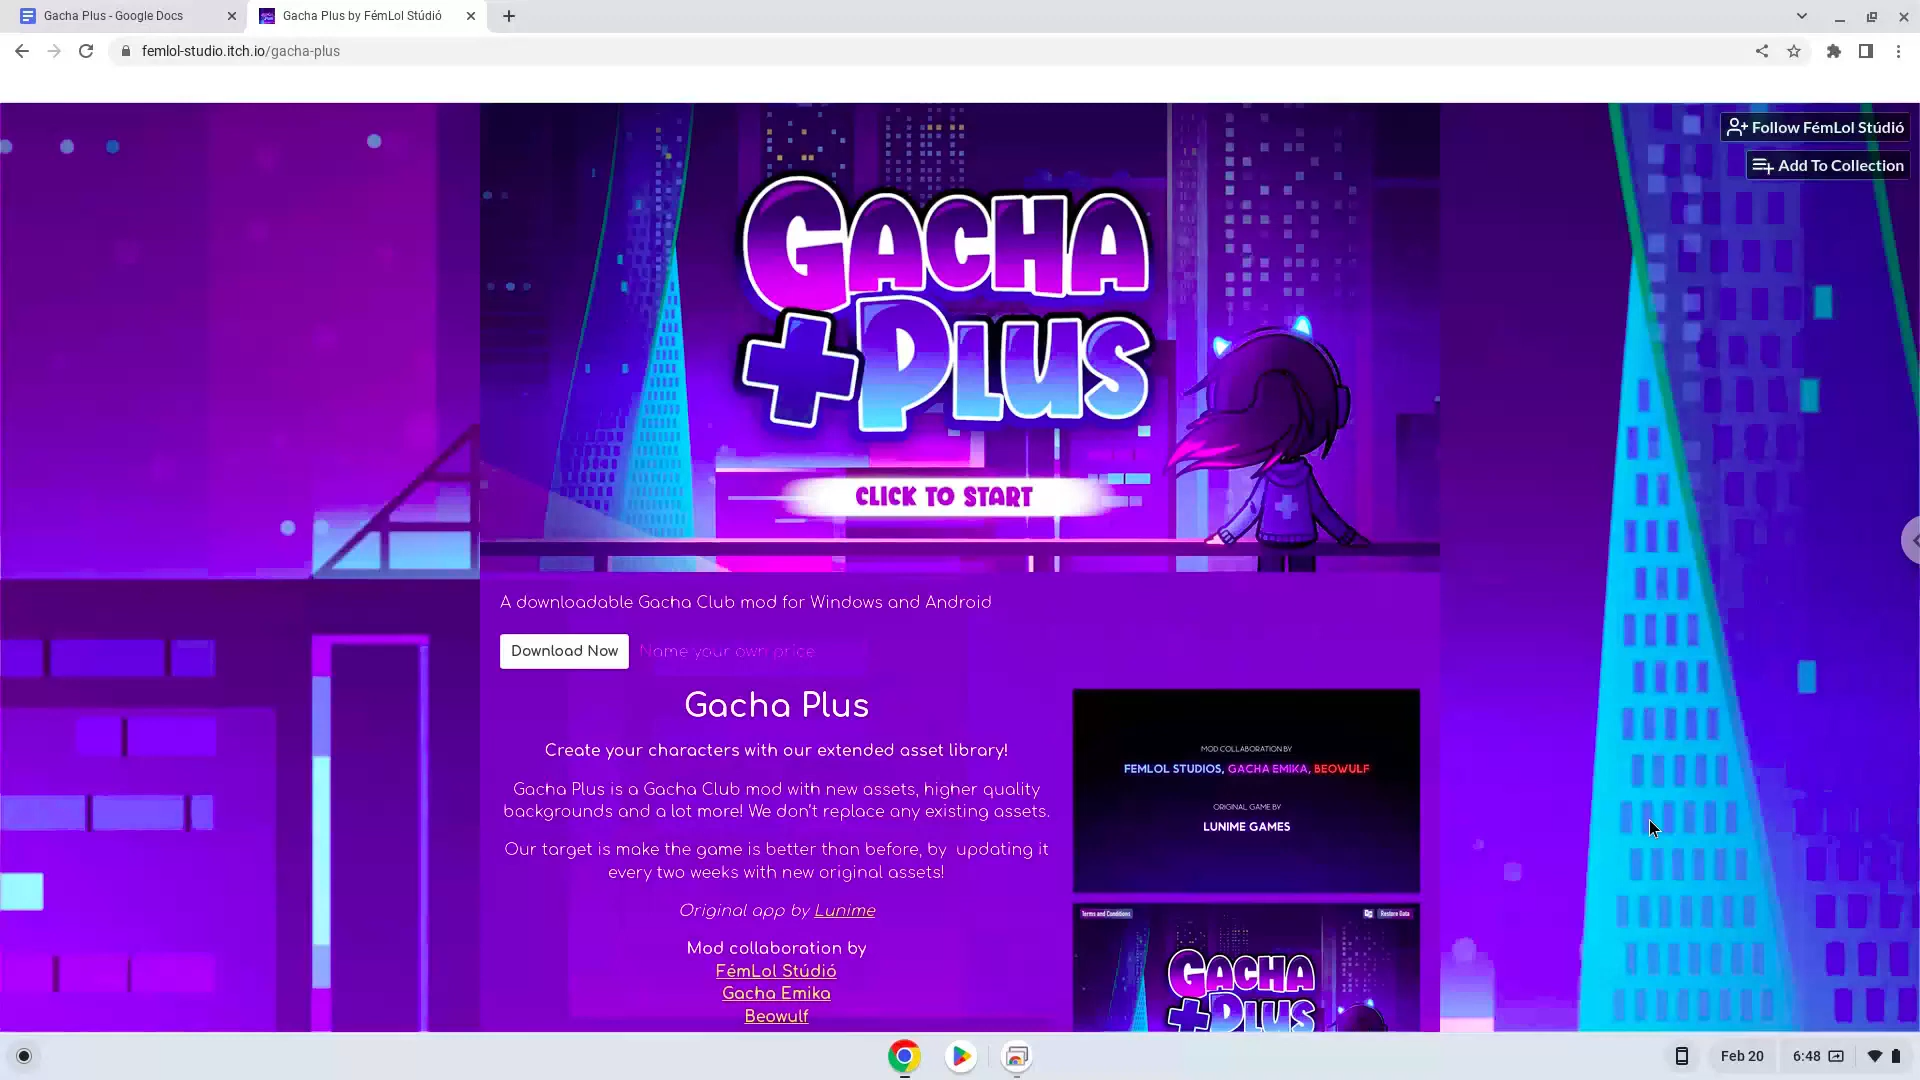 Gacha Plus - Google Docs
Gacha Plus by FémLol Stúdió
femlol-studio.itch.io/gacha-plus
Follow FémLol Stúdió
Add To Collection
GACHA
+PLUS
CLICK TO START
A downloadable Gacha Club mod for Windows and Android
Download Now Name your own price
Gacha Plus
Create your characters with our extended asset library!
Gacha Plus is a Gacha Club mod with new assets, higher quality
backgrounds and a lot more! We don't replace any existing assets.
Our target is make the game is better than before, by updating it
every two weeks with new original assets!
Original app by Lunime
Mod collaboration by
FémLol Stúdió
Gacha Emika
Beowulf
MOD COLLABORATION BY
FEMLOL STUDIOS, GACHA EMIKA, BEOWULF
ORIGINAL GAME BY
LUNIME GAMES
Terms and Conditions
Restore Data
GACHA
+PLUS
Feb 20
6:48